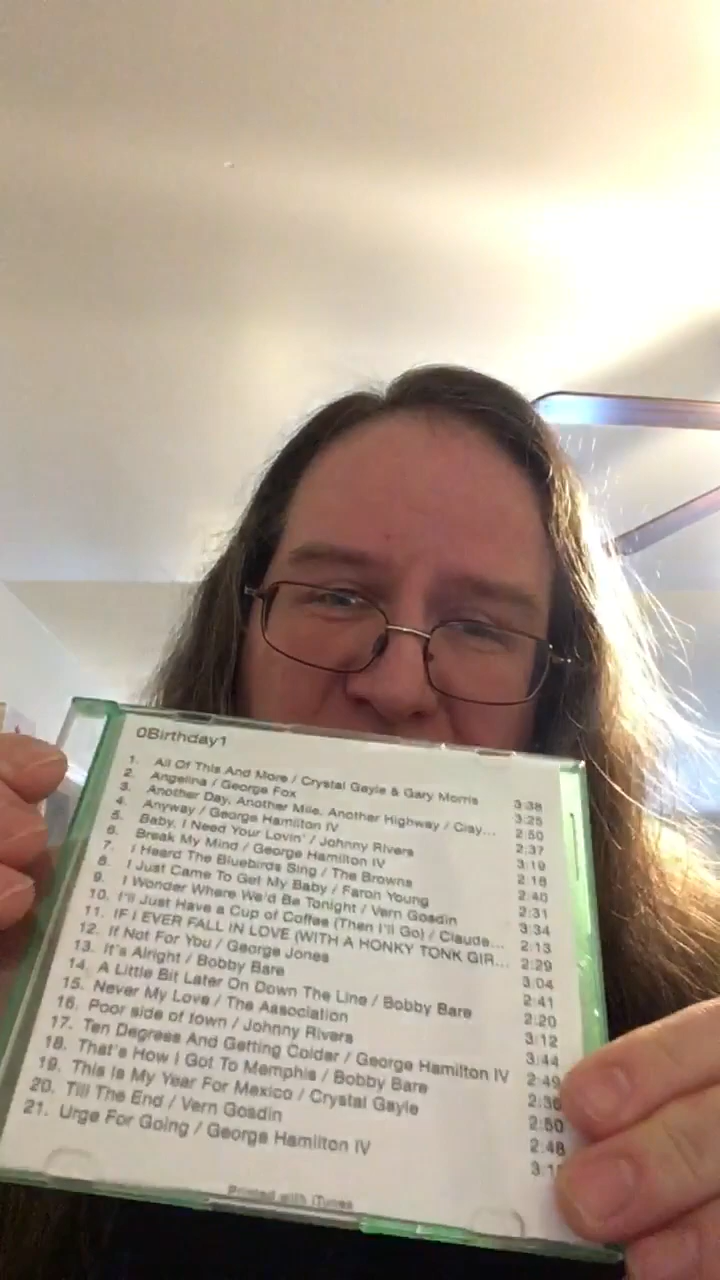 0Birthday1
1. All Of This And More / Crystal Gayle & Gary Morris 3:38
2. Angelina / George Fox 3:25
3. Another Day, Another Mile, Another Highway / Clay... 2:50
4. Anyway / George Hamilton IV 2:37
5. Baby, I Need Your Lovin' / Johnny Rivers 3:19
6. Break My Mind / George Hamilton IV 2:18
7. I Heard The Bluebirds Sing / The Browns 2:40
8. I Just Came To Get My Baby / Faron Young 2:31
9. I Wonder Where We'd Be Tonight / Vern Gosdin 3:34
10. I'll Just Have a Cup of Coffee (Then I'll Go) / Claude... 2:13
11. IF I EVER FALL IN LOVE (WITH A HONKY TONK GIR... 2:29
12. If Not For You / George Jones 3:04
13. It's Alright / Bobby Bare 2:41
14. A Little Bit Later On Down The Line / Bobby Bare 2:20
15. Never My Love / The Association 3:12
16. Poor side of town / Johnny Rivers 3:44
17. Ten Degrees And Getting Colder / George Hamilton IV 2:49
18. That's How I Got To Memphis / Bobby Bare 2:36
19. This Is My Year For Mexico / Crystal Gayle 2:50
20. Till The End / Vern Gosdin 2:48
21. Urge For Going / George Hamilton IV
Printed with iTunes